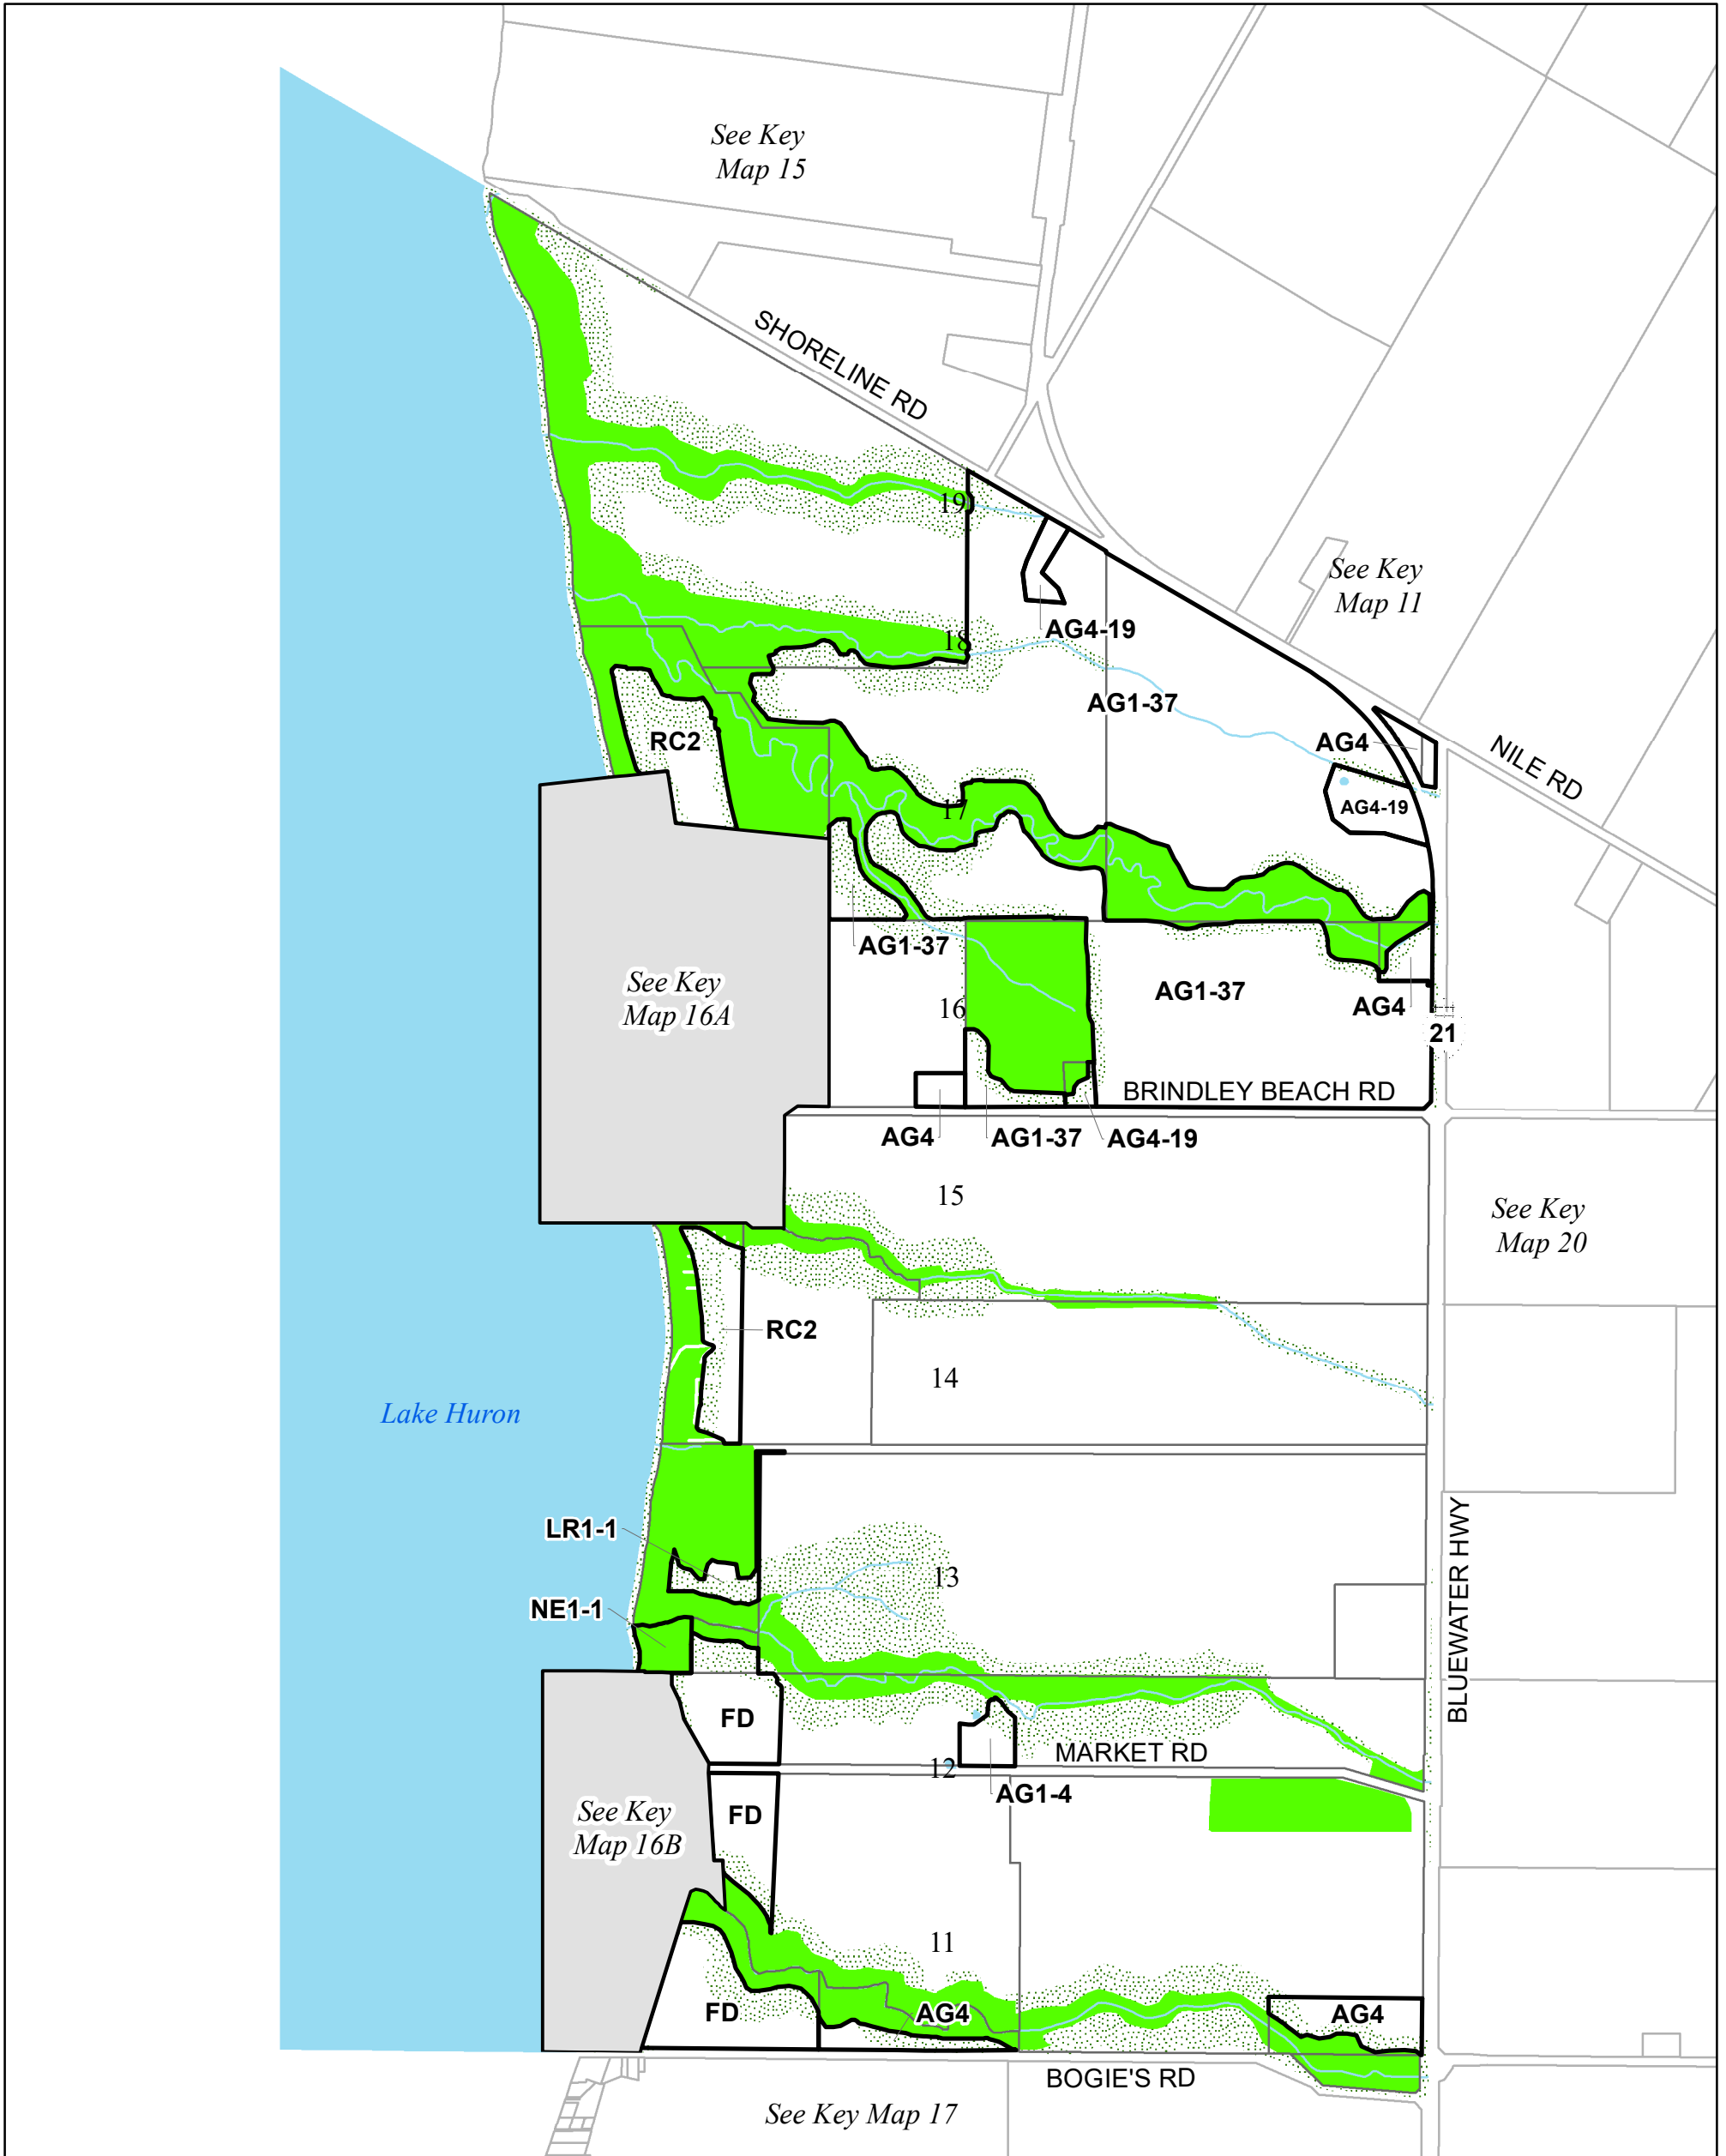 See Key
Map 15
SHORELINE RD
19
See Key
Map 11
AG4-19
18
AG1-37
RC2
AG4
NILE RD
AG4-19
17
AG1-37
See Key
Map 16A
AG1-37
16
AG4
21
BRINDLEY BEACH RD
AG4
AG1-37
AG4-19
15
See Key
Map 20
RC2
14
Lake Huron
LR1-1
13
NE1-1
BLUEWATER HWY
FD
MARKET RD
12
AG1-4
See Key
Map 16B
FD
11
FD
AG4
AG4
BOGIE'S RD
See Key Map 17